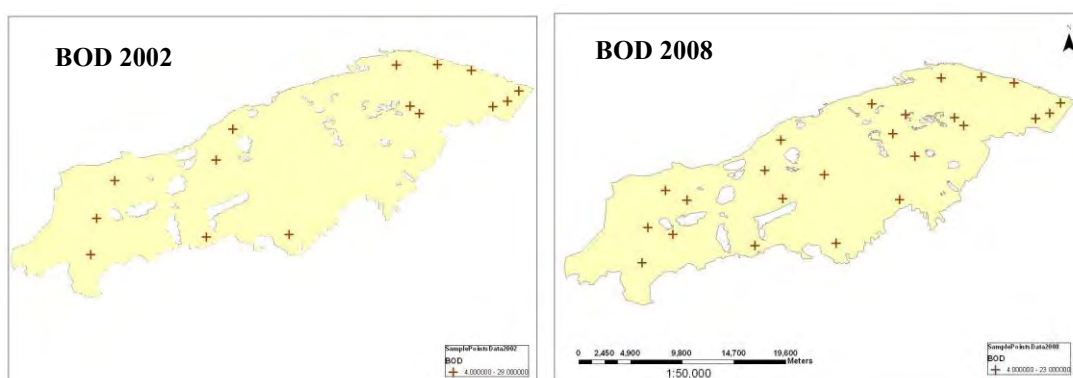 BOD 2002
SamplePointsData2002
BOD
4.000000 - 29.000000
BOD 2008
N
0 2,450 4,900 9,800 14,700 19,600
Meters
1:50,000
SamplePointsData2008
BOD
4.000000 - 23.000000